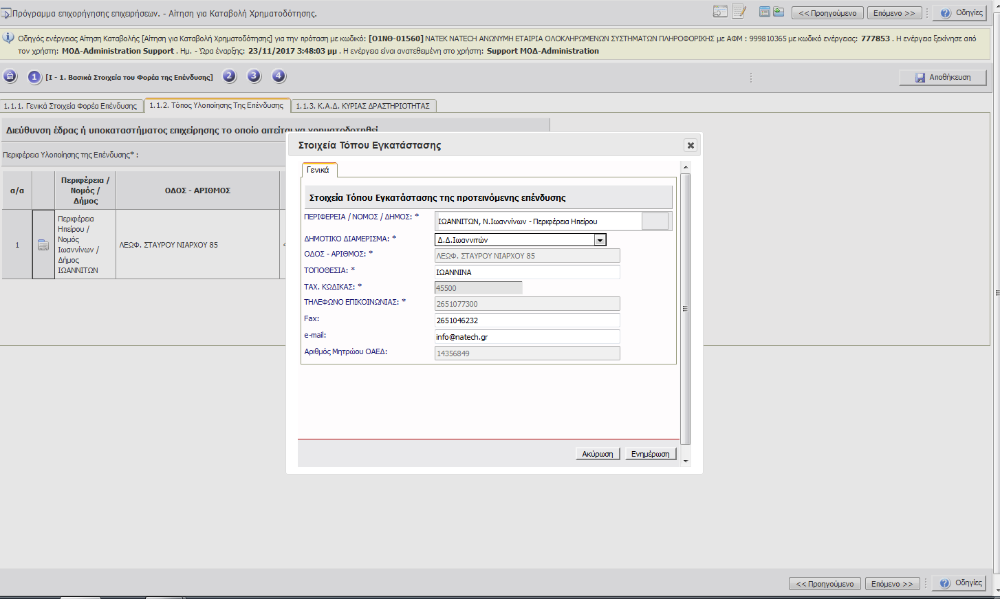 Πρόγραμμα επιχορήγησης επιχειρήσεων. - Αίτηση για Καταβολή Χρηματοδότησης.
<< Προηγούμενο
Επόμενο >>
Οδηγίες
Οδηγός ενέργειας Αίτηση Καταβολής [Αίτηση για Καταβολή Χρηματοδότησης] για την πρόταση με κωδικό: [Ο1ΝΘ-01560] ΝΑΤΕΚ NATECH ΑΝΩΝΥΜΗ ΕΤΑΙΡΙΑ ΟΛΟΚΛΗΡΩΜΕΝΩΝ ΣΥΣΤΗΜΑΤΩΝ ΠΛΗΡΟΦΟΡΙΚΗΣ με ΑΦΜ : 999810365 με κωδικό ενέργειας: 777853 . Η ενέργεια ξεκίνησε από
τον χρήστη: ΜΟΔ-Administration Support . Ημ. - Ώρα έναρξης: 23/11/2017 3:48:03 μμ . Η ενέργεια είναι ανατεθειμένη στο χρήστη: Support ΜΟΔ-Administration
1 [I - 1. Βασικά Στοιχεία του Φορέα της Επένδυσης] 2 3 4
Αποθήκευση
1.1.1. Γενικά Στοιχεία Φορέα Επένδυσης
1.1.2. Τόπος Υλοποίησης Της Επένδυσης
1.1.3. Κ.Α.Δ. ΚΥΡΙΑΣ ΔΡΑΣΤΗΡΙΟΤΗΤΑΣ
Διεύθυνση έδρας ή υποκαταστήματος επιχείρησης το οποίο αιτείται να χρηματοδοτηθεί
Περιφέρεια Υλοποίησης της Επένδυσης* :
α/α
Περιφέρεια /
Νομός /
Δήμος
ΟΔΟΣ - ΑΡΙΘΜΟΣ
1
Περιφέρεια
Ηπείρου /
Νομός
Ιωαννίνων /
Δήμος
ΙΩΑΝΝΙΤΩΝ
ΛΕΩΦ. ΣΤΑΥΡΟΥ ΝΙΑΡΧΟΥ 85
Στοιχεία Τόπου Εγκατάστασης
Γενικά
Στοιχεία Τόπου Εγκατάστασης της προτεινόμενης επένδυσης
ΠΕΡΙΦΕΡΕΙΑ / ΝΟΜΟΣ / ΔΗΜΟΣ: * ΙΩΑΝΝΙΤΩΝ, Ν.Ιωαννίνων - Περιφέρεια Ηπείρου
ΔΗΜΟΤΙΚΟ ΔΙΑΜΕΡΙΣΜΑ: * Δ.Δ.Ιωαννιτών
ΟΔΟΣ - ΑΡΙΘΜΟΣ: * ΛΕΩΦ. ΣΤΑΥΡΟΥ ΝΙΑΡΧΟΥ 85
ΤΟΠΟΘΕΣΙΑ: * ΙΩΑΝΝΙΝΑ
ΤΑΧ. ΚΩΔΙΚΑΣ: * 45500
ΤΗΛΕΦΩΝΟ ΕΠΙΚΟΙΝΩΝΙΑΣ: * 2651077300
Fax: 2651046232
e-mail: info@natech.gr
Αριθμός Μητρώου ΟΑΕΔ: 14356849
Ακύρωση
Ενημέρωση
<< Προηγούμενο
Επόμενο >>
Οδηγίες